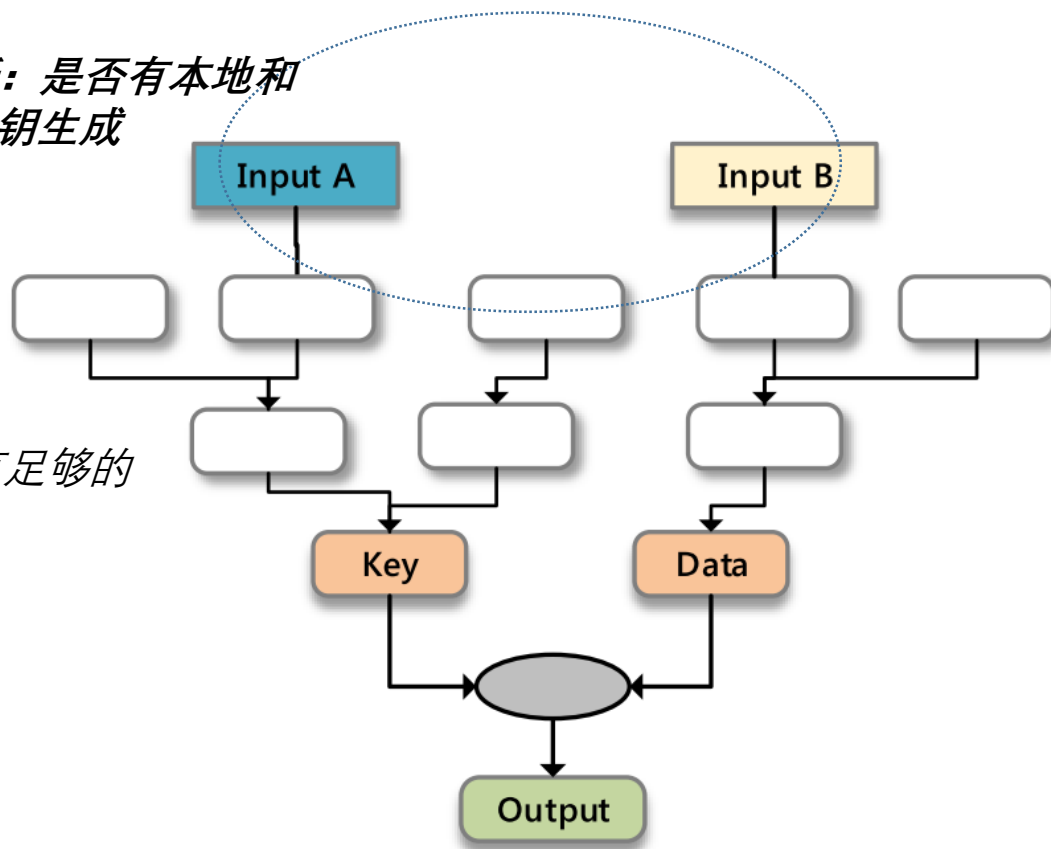 : 是否有本地和
钥生成
Input A
Input B
足够的
Key
Data
Output